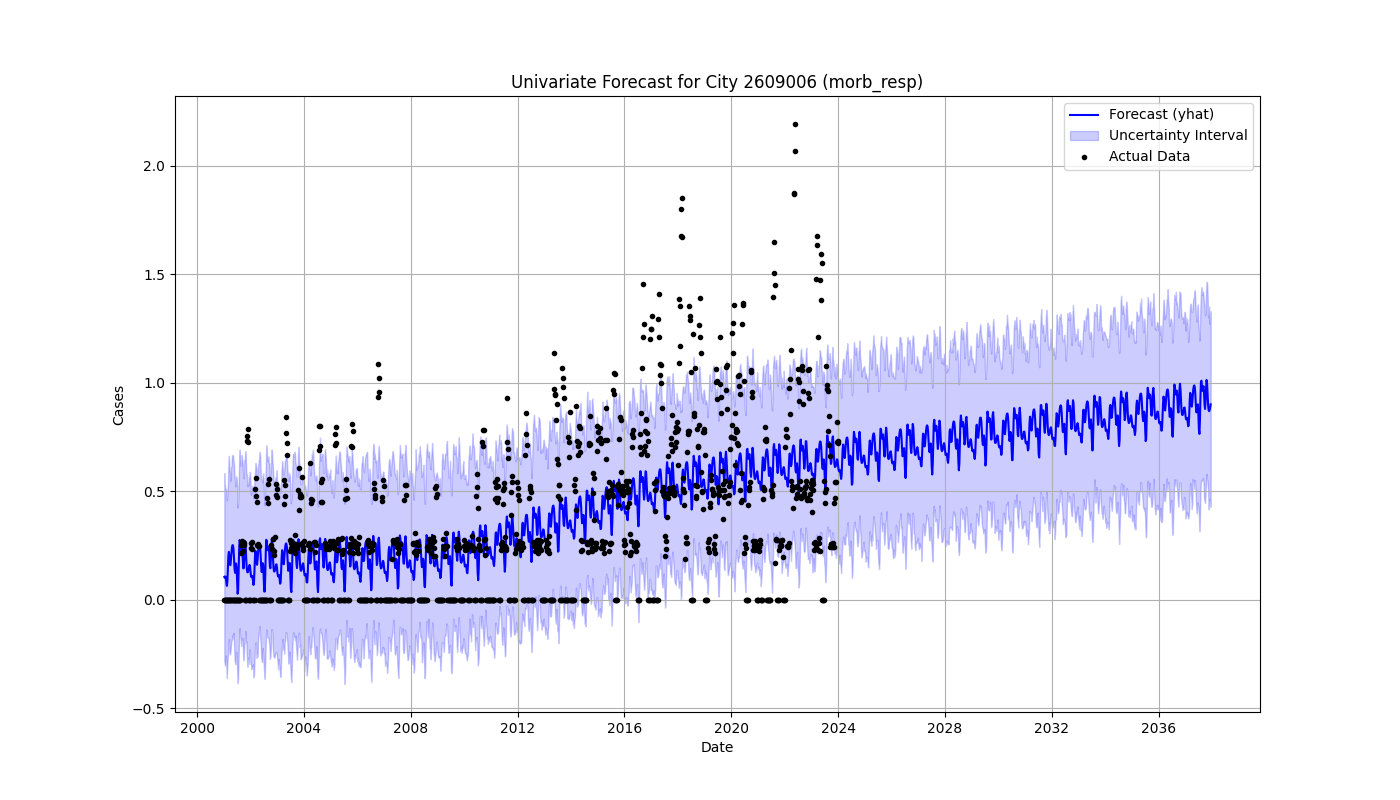 Univariate Forecast for City 2609006 (morb_resp)
Forecast (yhat)
Uncertainty Interval
Actual Data
2.0
1.5
1.0
0.5
0.0
−0.5
Cases
2000 2004 2008 2012 2016 2020 2024 2028 2032 2036
Date